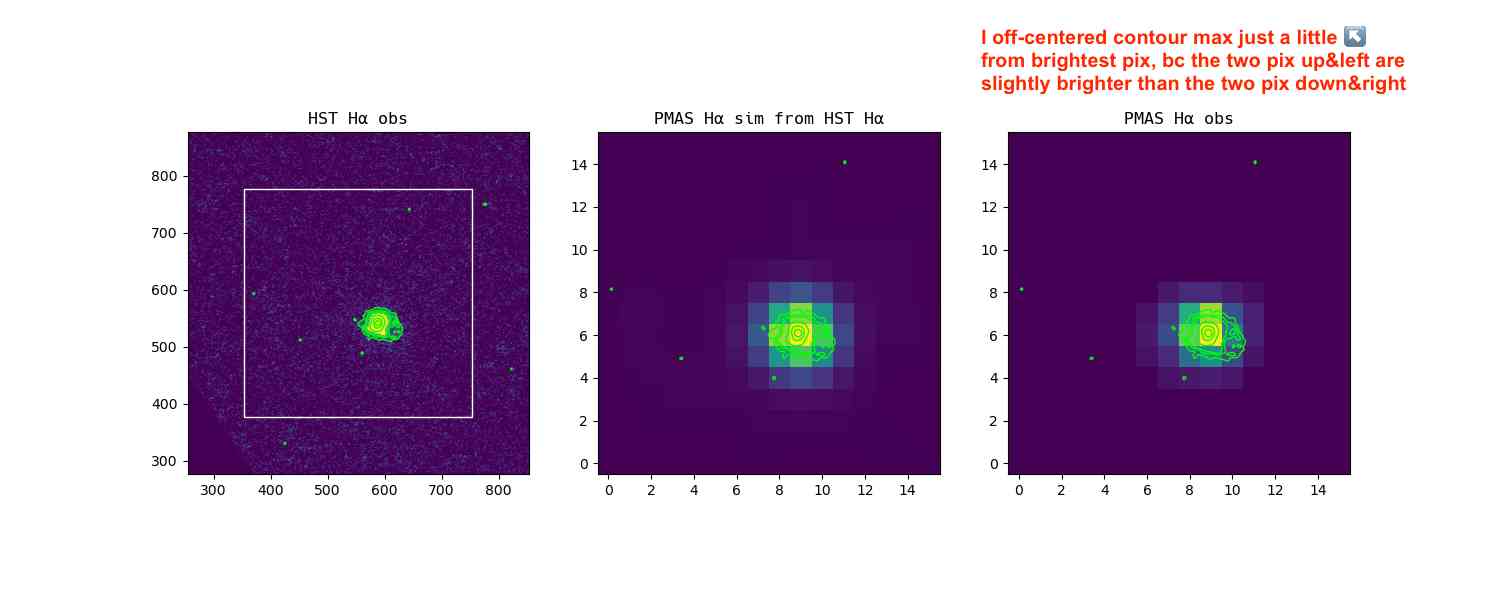 I off-centered contour max just a little ↖️
from brightest pix, bc the two pix up&left are
slightly brighter than the two pix down&right
HST Hα obs
PMAS Hα sim from HST Hα
PMAS Hα obs
800
700
600
500
400
300
300 400 500 600 700 800
14
12
10
8
6
4
2
0
0 2 4 6 8 10 12 14
14
12
10
8
6
4
2
0
0 2 4 6 8 10 12 14